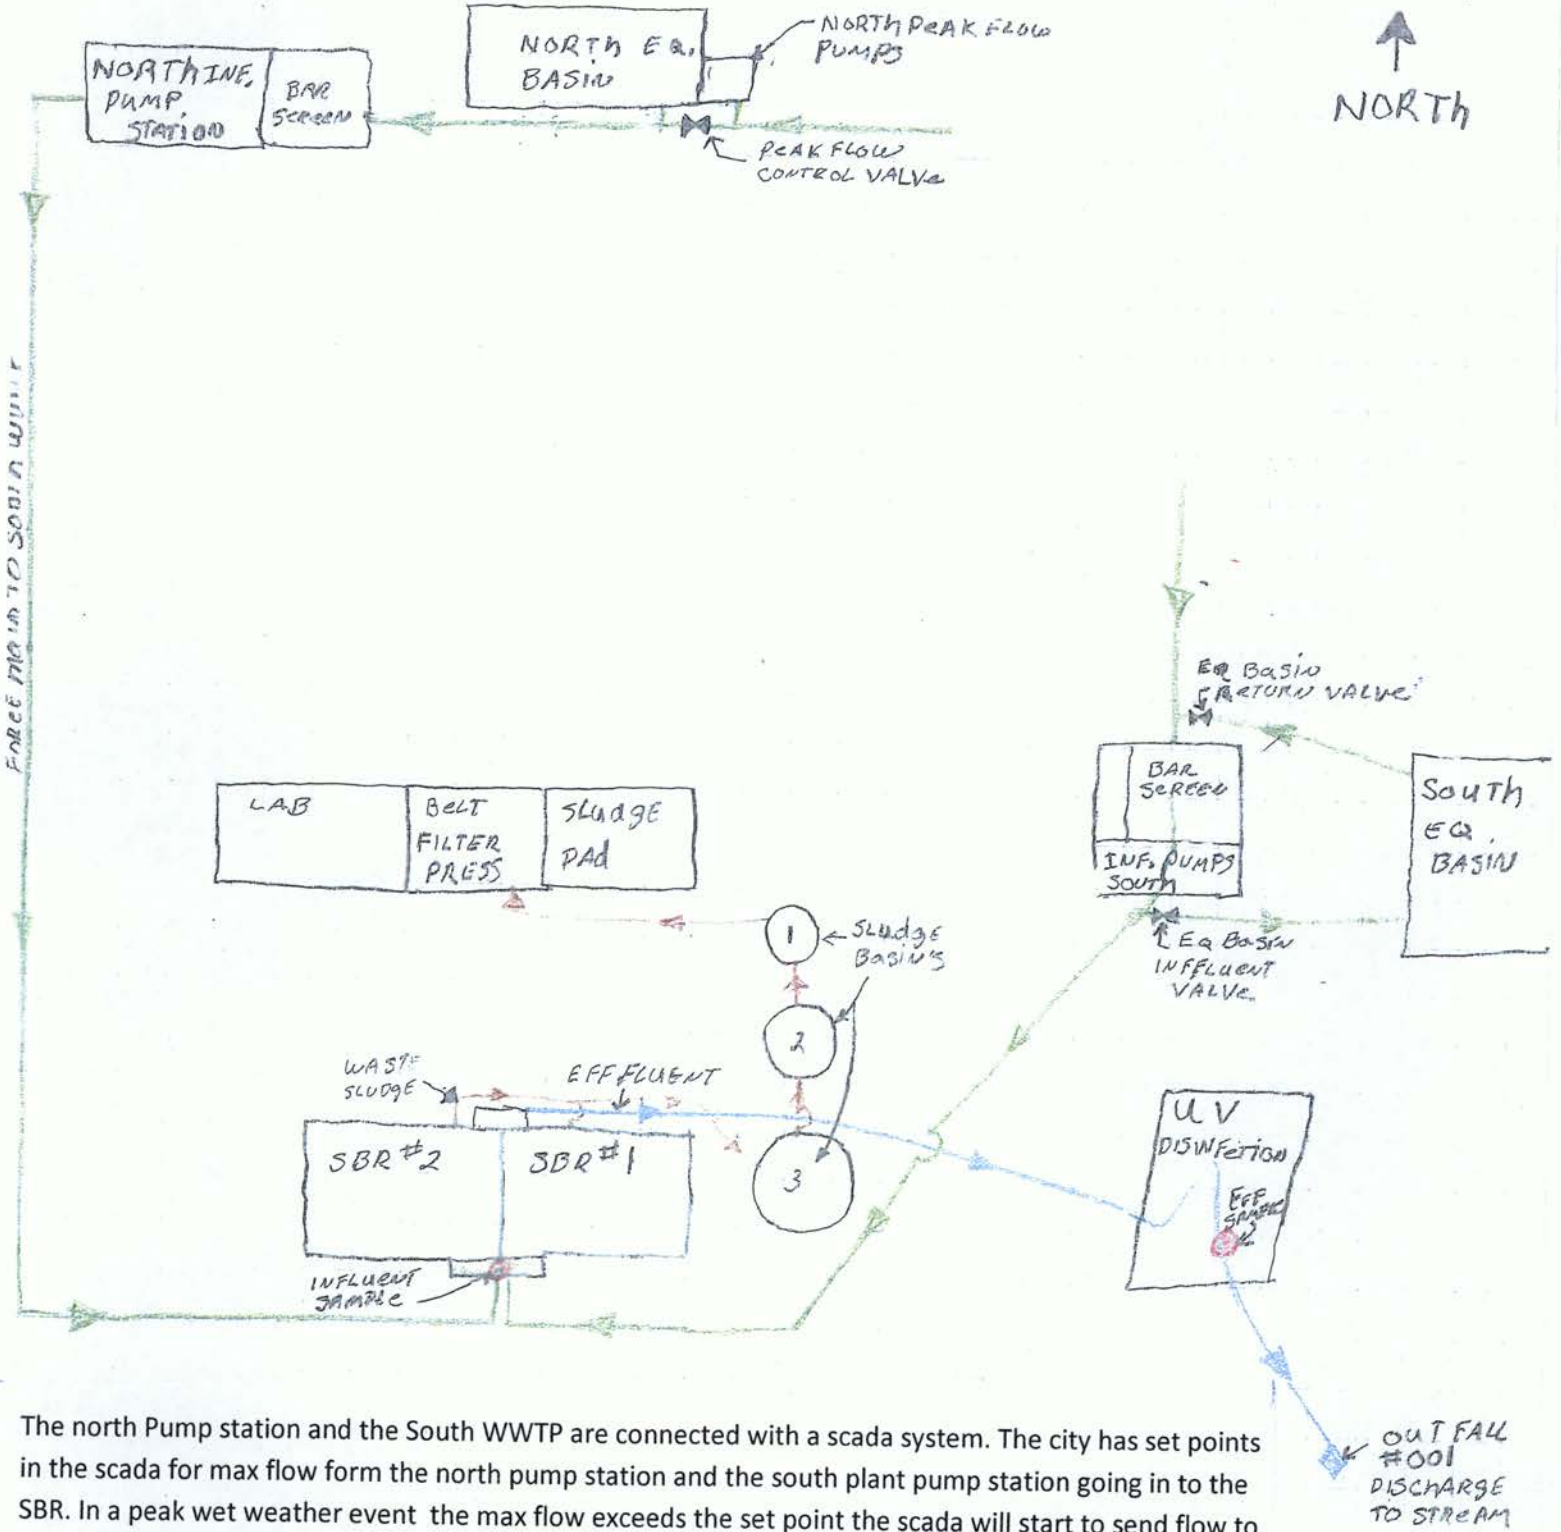 NORTH INF.
PUMP
STATION
BAR
SCREEN
NORTH EQ.
BASIN
NORTH PEAK FLOW
PUMPS
PEAK FLOW
CONTROL VALVE
NORTH
FORCE MAIN TO SOUTH WWTP
EQ BASIN
RETURN VALVE
BAR
SCREEN
INF. PUMPS
SOUTH
SOUTH
EQ.
BASIN
EQ BASIN
INFFLUENT
VALVE
LAB
BELT
FILTER
PRESS
SLUDGE
PAD
1
SLUDGE
BASIN'S
2
3
WASTE
SLUDGE
EFFFLUENT
SBR #2
SBR #1
INFLUENT
SAMPLE
UV
DISINFETION
EFF
SAMPLE
OUTFALL
#001
DISCHARGE
TO STREAM
The north Pump station and the South WWTP are connected with a scada system. The city has set points
in the scada for max flow form the north pump station and the south plant pump station going in to the
SBR. In a peak wet weather event the max flow exceeds the set point the scada will start to send flow to